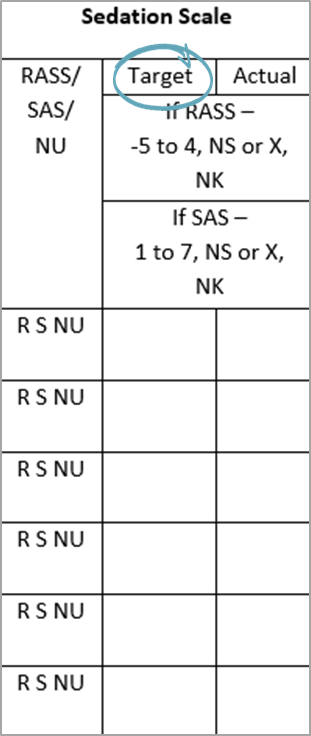 Sedation Scale
RASS/
SAS/
NU
Target
Actual
If RASS –
-5 to 4, NS or X,
NK
If SAS –
1 to 7, NS or X,
NK
R S NU
R S NU
R S NU
R S NU
R S NU
R S NU